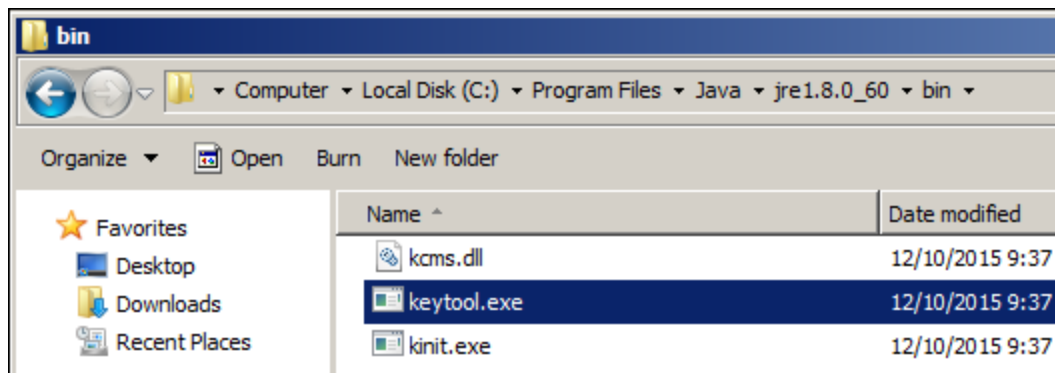 bin
Computer Local Disk (C:) Program Files Java jre1.8.0_60 bin
Organize Open Burn New folder
Favorites
Desktop
Downloads
Recent Places
Name Date modified
kcms.dll 12/10/2015 9:37
keytool.exe 12/10/2015 9:37
kinit.exe 12/10/2015 9:37